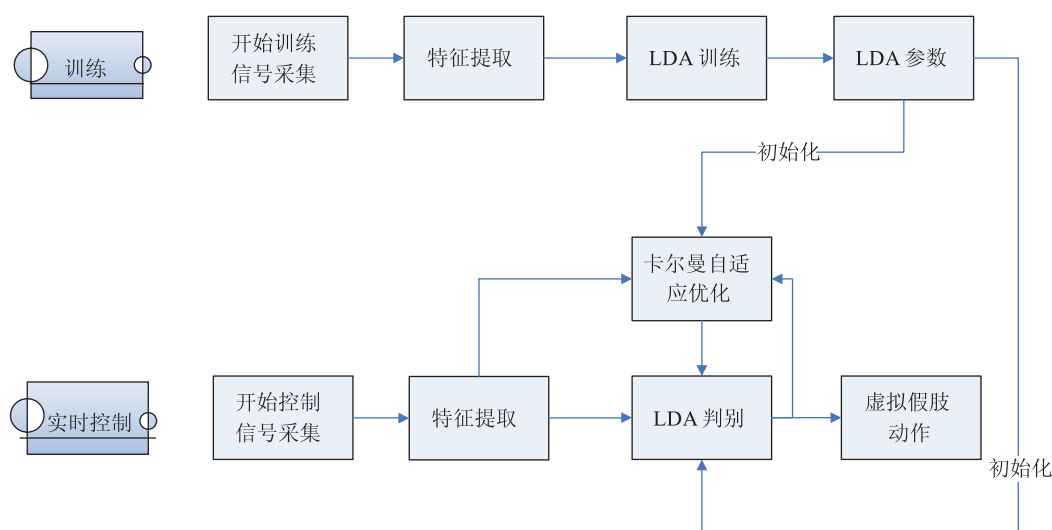 训练
开始训练
信号采集
特征提取
LDA 训练
LDA 参数
初始化
卡尔曼自适
应优化
实时控制
开始控制
信号采集
特征提取
LDA 判别
虚拟假肢
动作
初始化